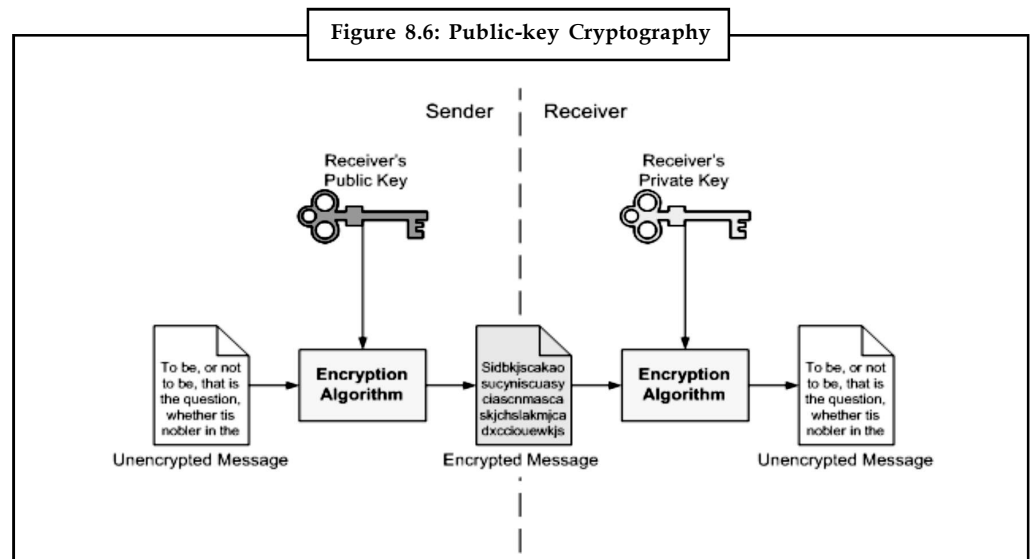 Figure 8.6: Public-key Cryptography
Sender
Receiver
Receiver's
Public Key
Receiver's
Private Key
To be, or not
to be, that is
the question,
whether tis
nobler in the
Encryption
Algorithm
Sidbkjscakao
sucyniscuasy
ciascnmasca
skjchslakmjca
dxcciouewkjs
Encryption
Algorithm
To be, or not
to be, that is
the question,
whether tis
nobler in the
Unencrypted Message
Encrypted Message
Unencrypted Message